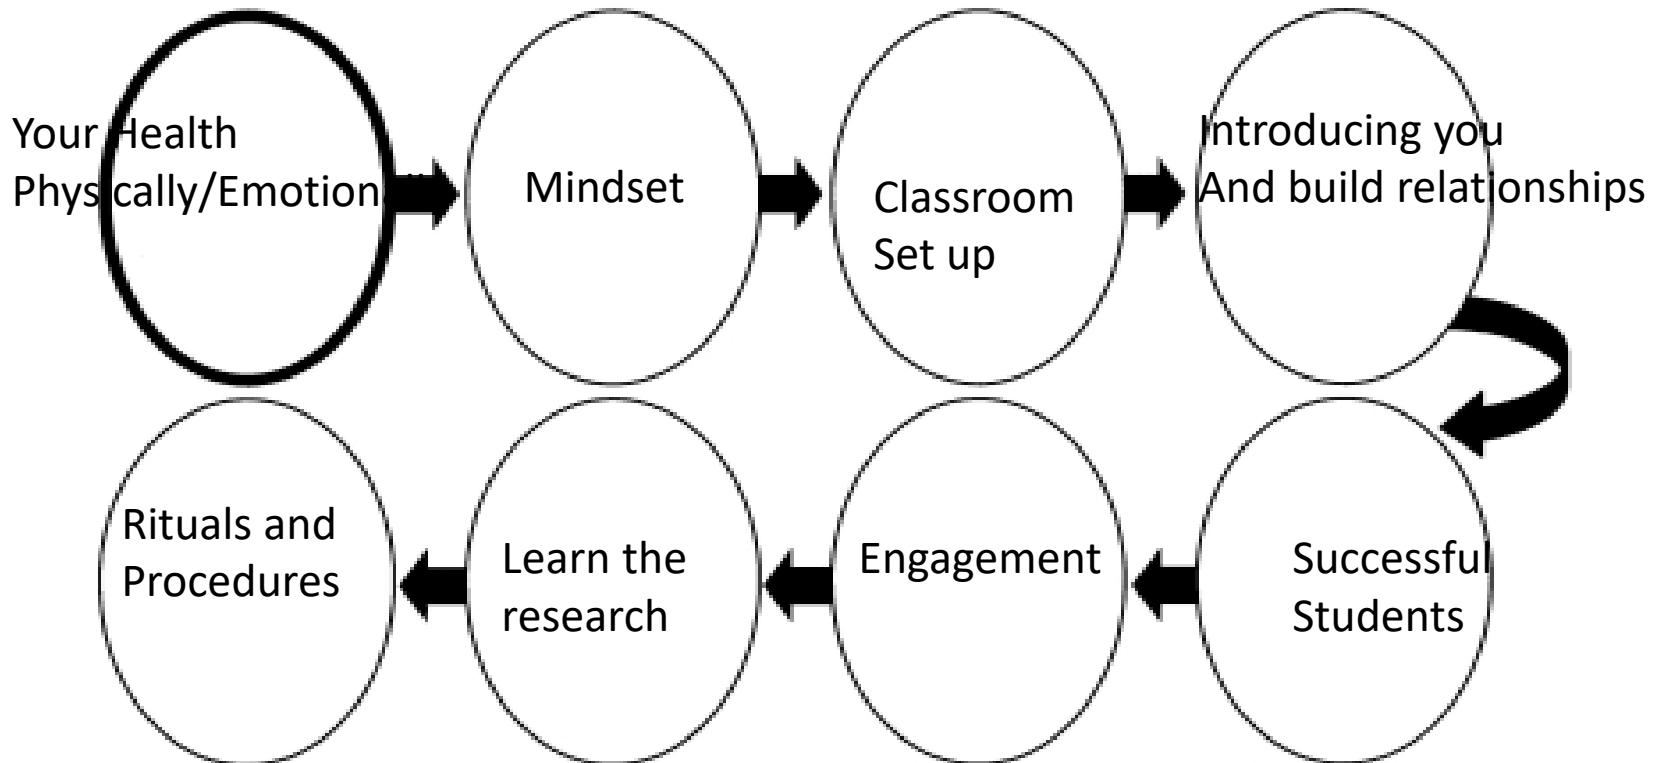 Your Health
Physically/Emotionally
Mindset
Classroom
Set up
Introducing you
And build relationships
Successful
Students
Engagement
Learn the
research
Rituals and
Procedures